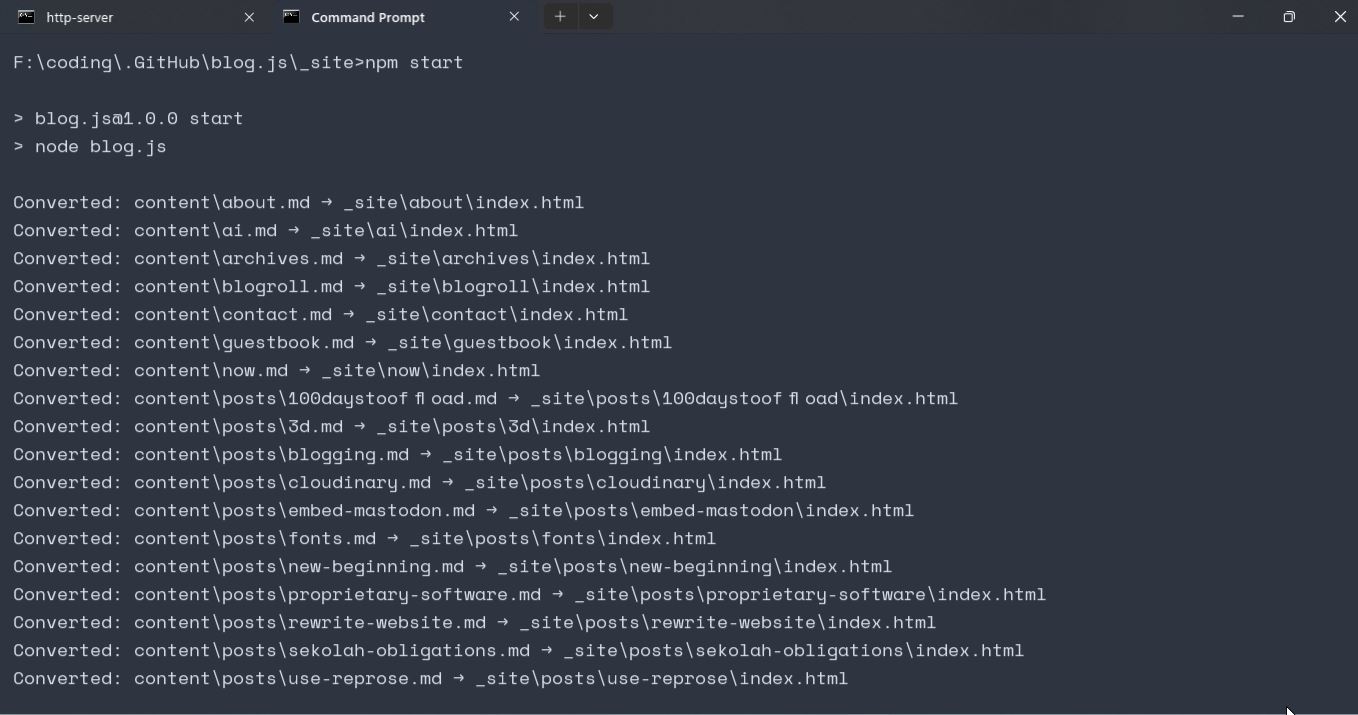 http-server
Command Prompt
F:\coding\.GitHub\blog.js\_site>npm start
> blog.js@1.0.0 start
> node blog.js
Converted: content\about.md → _site\about\index.html
Converted: content\ai.md → _site\ai\index.html
Converted: content\archives.md → _site\archives\index.html
Converted: content\blogroll.md → _site\blogroll\index.html
Converted: content\contact.md → _site\contact\index.html
Converted: content\guestbook.md → _site\guestbook\index.html
Converted: content\now.md → _site\now\index.html
Converted: content\posts\100daystooffload.md → _site\posts\100daystooffload\index.html
Converted: content\posts\3d.md → _site\posts\3d\index.html
Converted: content\posts\blogging.md → _site\posts\blogging\index.html
Converted: content\posts\cloudinary.md → _site\posts\cloudinary\index.html
Converted: content\posts\embed-mastodon.md → _site\posts\embed-mastodon\index.html
Converted: content\posts\fonts.md → _site\posts\fonts\index.html
Converted: content\posts\new-beginning.md → _site\posts\new-beginning\index.html
Converted: content\posts\proprietary-software.md → _site\posts\proprietary-software\index.html
Converted: content\posts\rewrite-website.md → _site\posts\rewrite-website\index.html
Converted: content\posts\sekolah-obligations.md → _site\posts\sekolah-obligations\index.html
Converted: content\posts\use-reprose.md → _site\posts\use-reprose\index.html